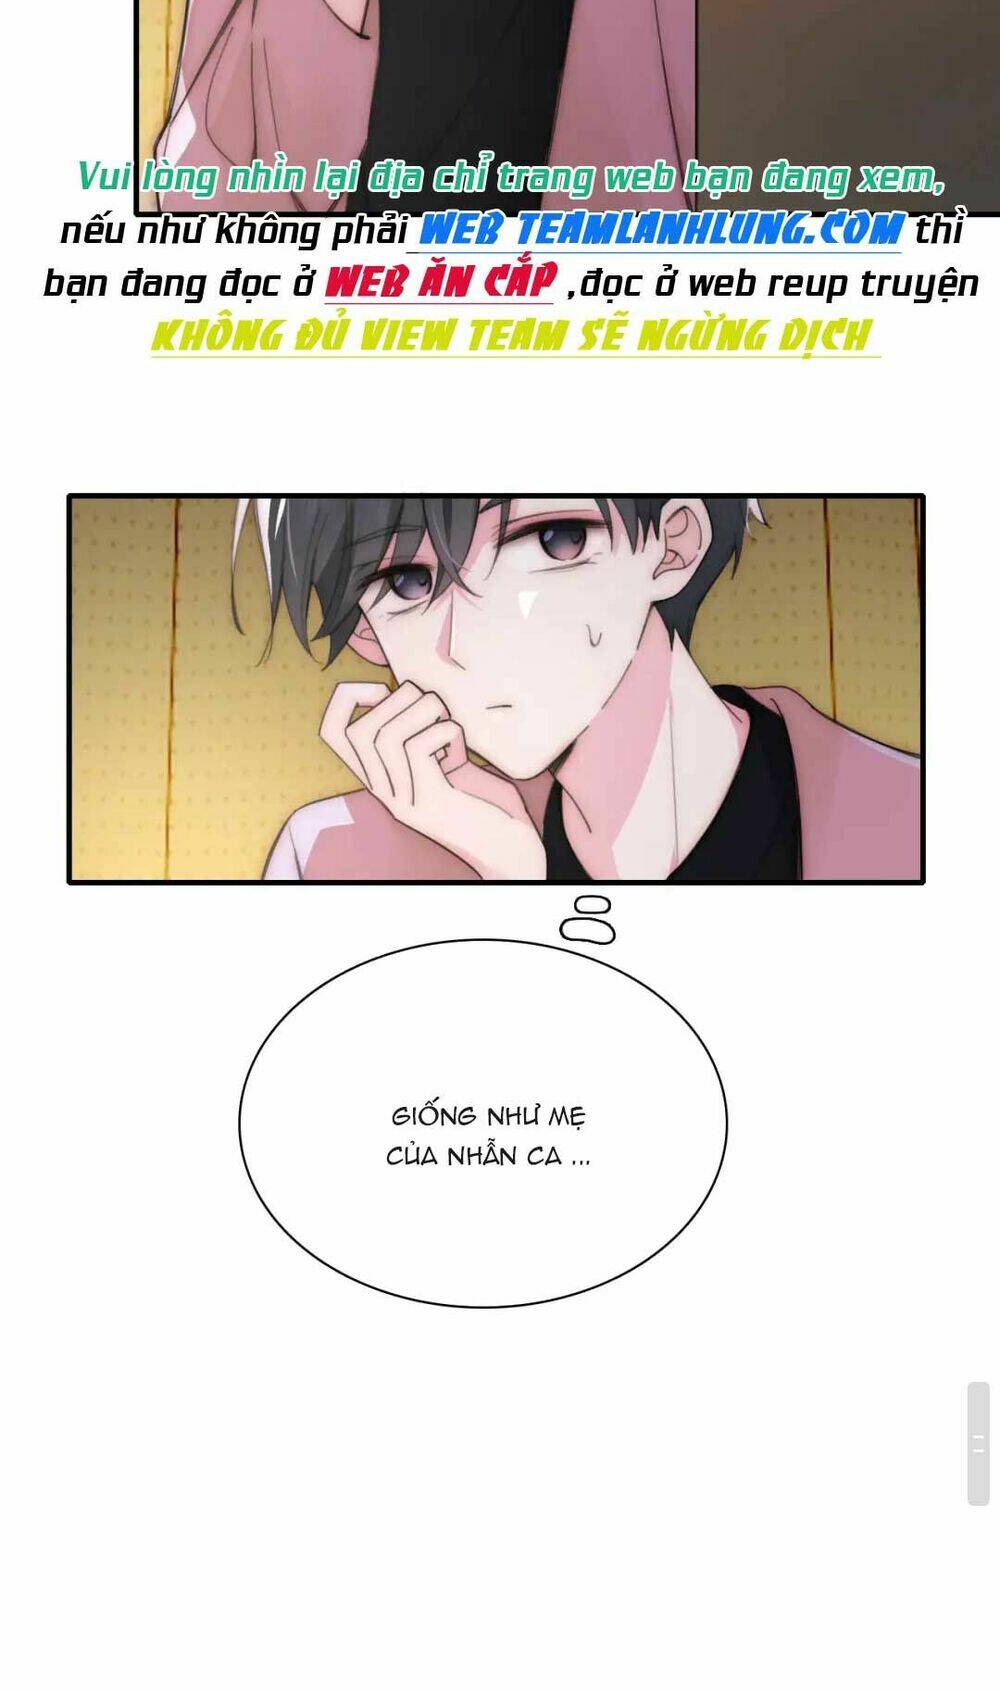 Vui lòng nhìn lại địa chỉ trang web bạn đang xem,
nếu như không phải WEB TEAMLANHLUNG.COM thì
bạn đang đọc ở WEB ĂN CẮP ,đọc ở web reup truyện
KHÔNG ĐỦ VIEW TEAM SẼ NGỪNG DỊCH
GIỐNG NHƯ MẸ
CỦA NHẪN CA ...